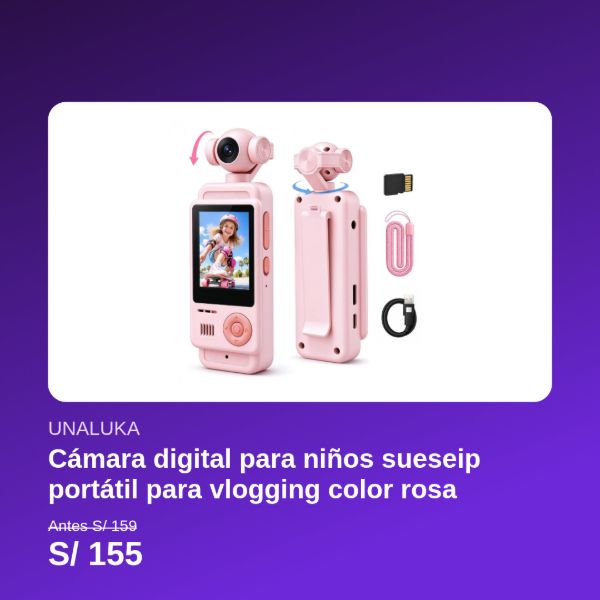 UNALUKA
Cámara digital para niños sueseip
portátil para vlogging color rosa
Antes S/ 159
S/ 155